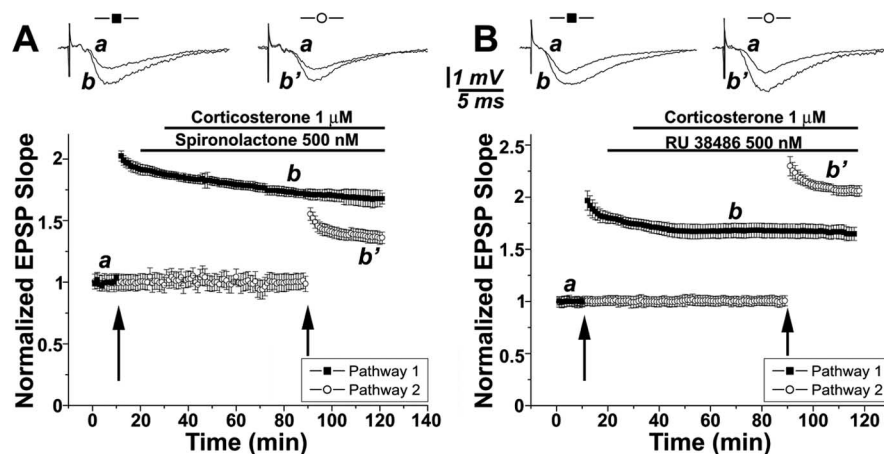 A
a
b
a
b'
Corticosterone 1 μM
Spironolactone 500 nM
Normalized EPSP Slope
2
1.5
1
0.5
0
a
b
b'
Pathway 1
Pathway 2
0 20 40 60 80 100 120 140
Time (min)
B
a
b
a
b'
1 mV
5 ms
Corticosterone 1 μM
RU 38486 500 nM
Normalized EPSP Slope
2.5
2
1.5
1
0.5
0
a
b
b'
Pathway 1
Pathway 2
0 20 40 60 80 100 120
Time (min)